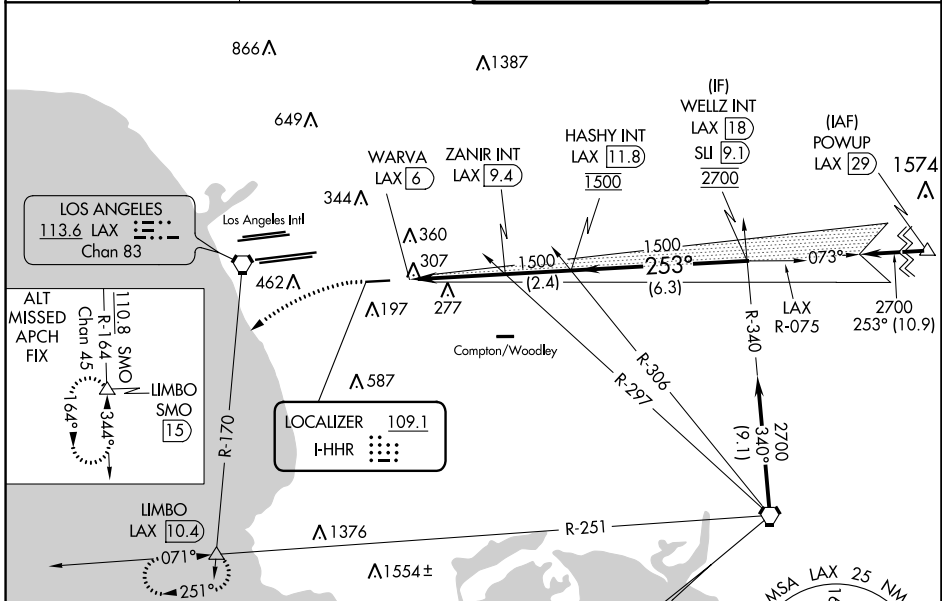 866
1387
(IF)
WELLZ INT
LAX 18
SLI 9.1
2700
(IAF)
POWUP
LAX 29
1574
649
HASHY INT
LAX 11.8
1500
WARVA
LAX 6
ZANIR INT
LAX 9.4
344
LOS ANGELES
113.6 LAX
Chan 83
Los Angeles Intl
360
307
462
197
277
1500
1500
253°
073°
(2.4)
(6.3)
LAX
R-075
2700
253° (10.9)
ALT
MISSED
APCH
FIX
110.8 SMO
R-164
Chan 45
LIMBO
SMO
15
164°
344°
Compton/Woodley
R-340
R-306
R-297
587
LOCALIZER 109.1
I-HHR
R-170
2700
340°
(9.1)
LIMBO
LAX 10.4
1376
R-251
071°
251°
1554±
MSA LAX 25 NM